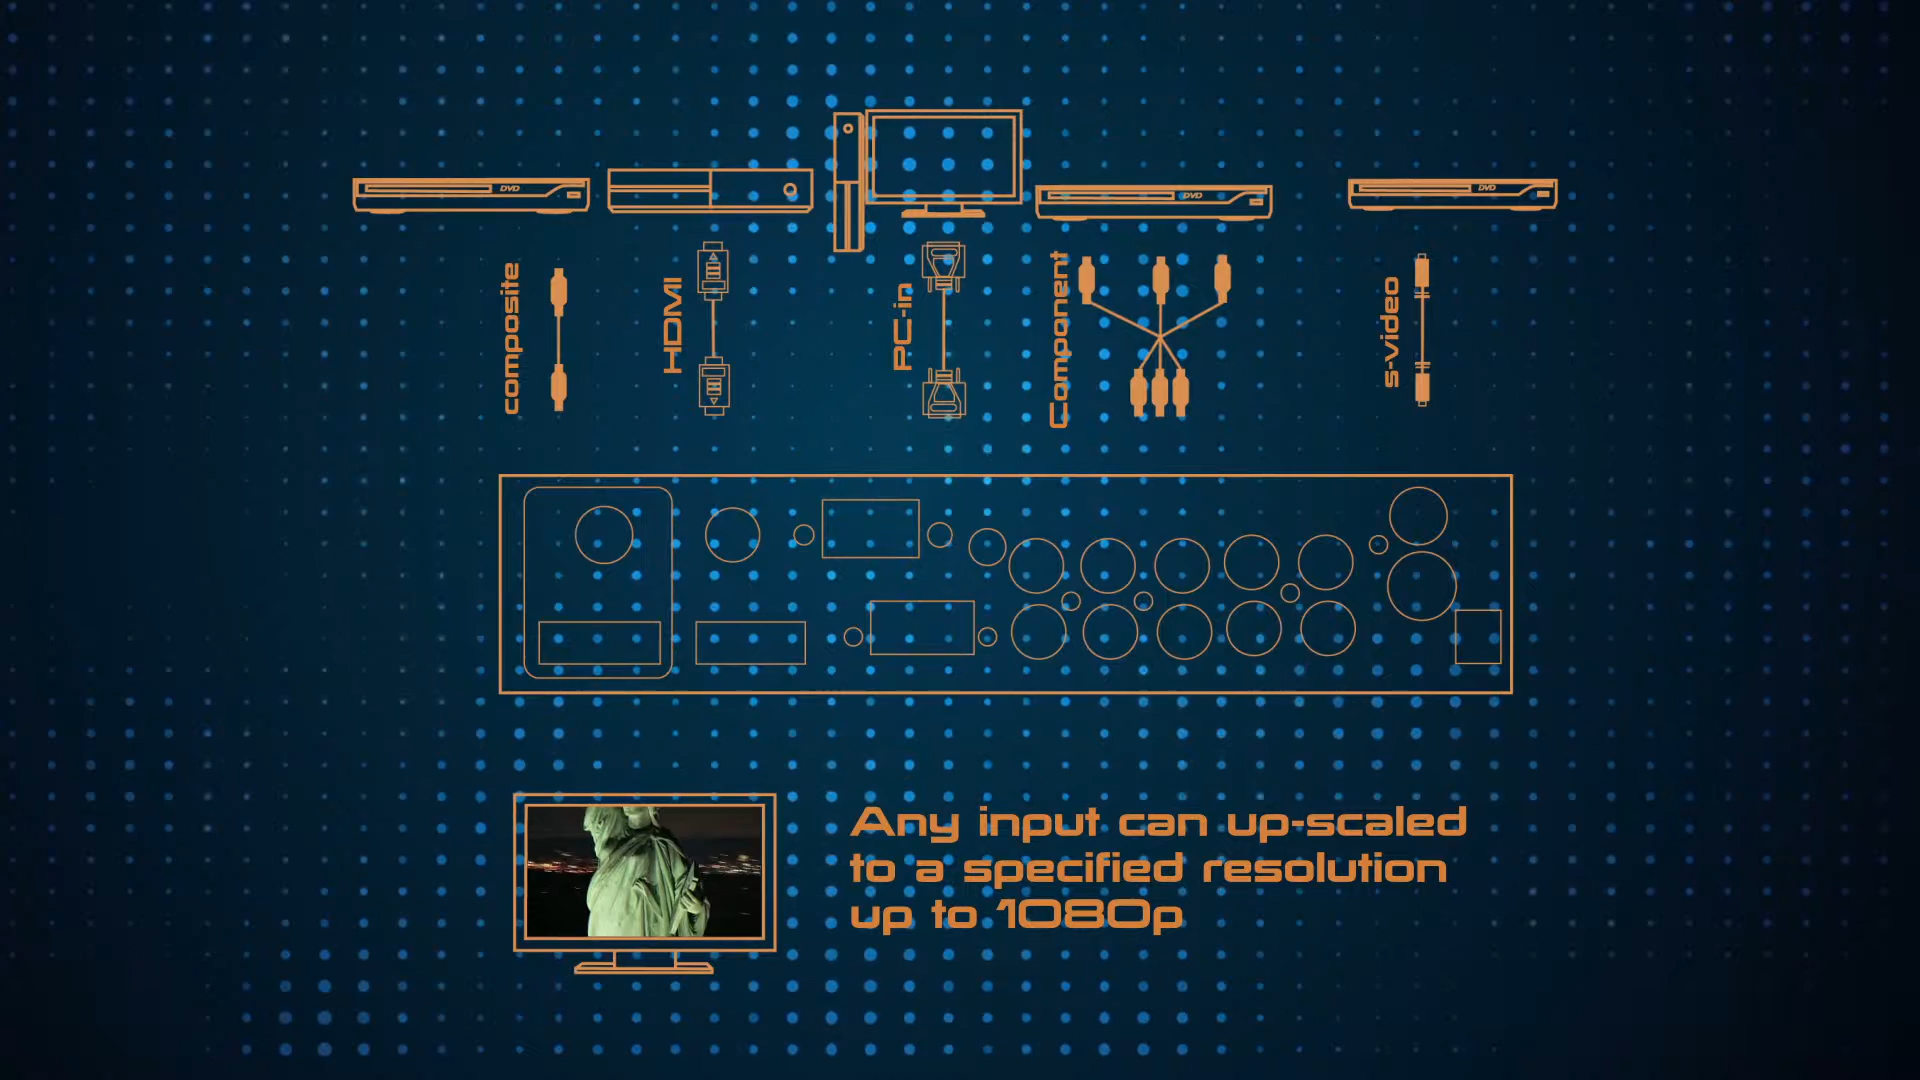 DVD
DVD
DVD
composite
HDMI
PC-in
Component
s-video
Any input can up-scaled
to a specified resolution
up to 1080p